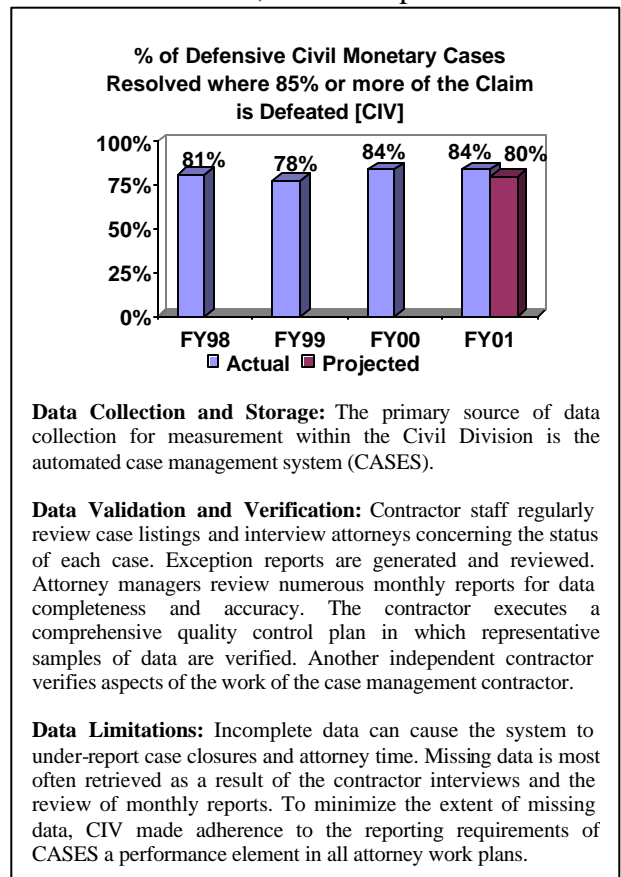 % of Defensive Civil Monetary Cases
Resolved where 85% or more of the Claim
is Defeated [CIV]
100%
75%
50%
25%
0%
81%
78%
84%
84%
80%
FY98
FY99
FY00
FY01
Actual
Projected
Data Collection and Storage: The primary source of data
collection for measurement within the Civil Division is the
automated case management system (CASES).
Data Validation and Verification: Contractor staff regularly
review case listings and interview attorneys concerning the status
of each case. Exception reports are generated and reviewed.
Attorney managers review numerous monthly reports for data
completeness and accuracy. The contractor executes a
comprehensive quality control plan in which representative
samples of data are verified. Another independent contractor
verifies aspects of the work of the case management contractor.
Data Limitations: Incomplete data can cause the system to
under-report case closures and attorney time. Missing data is most
often retrieved as a result of the contractor interviews and the
review of monthly reports. To minimize the extent of missing
data, CIV made adherence to the reporting requirements of
CASES a performance element in all attorney work plans.